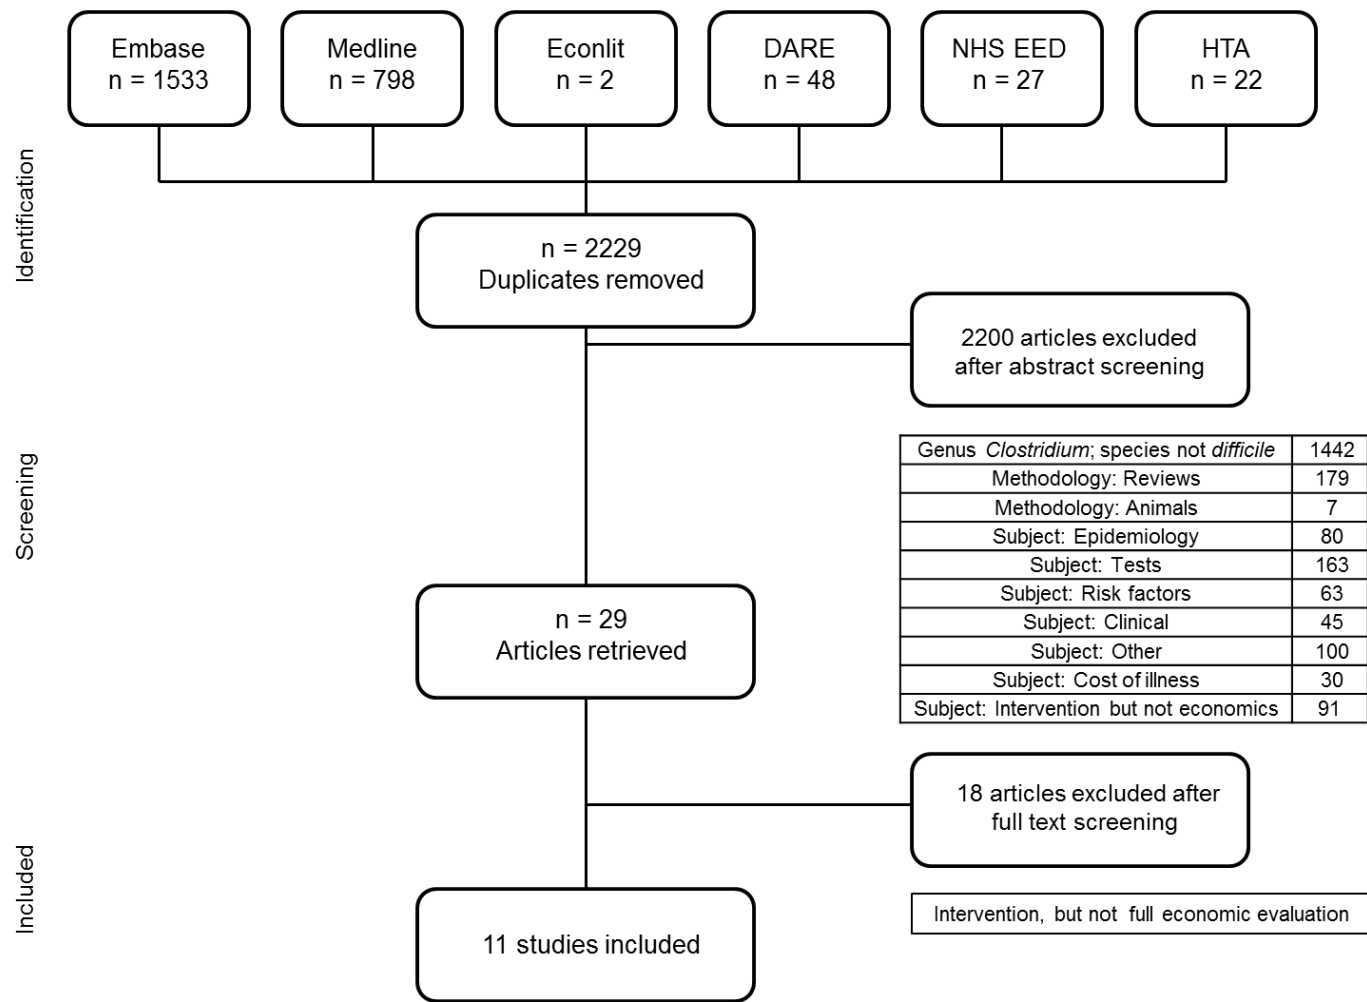 Embase
n = 1533
Medline
n = 798
Econlit
n = 2
DARE
n = 48
NHS EED
n = 27
HTA
n = 22
Identification
n = 2229
Duplicates removed
2200 articles excluded
after abstract screening
Screening
Genus Clostridium; species not difficile 1442
Methodology: Reviews 179
Methodology: Animals 7
Subject: Epidemiology 80
Subject: Tests 163
Subject: Risk factors 63
Subject: Clinical 45
Subject: Other 100
Subject: Cost of illness 30
Subject: Intervention but not economics 91
n = 29
Articles retrieved
18 articles excluded after
full text screening
Included
Intervention, but not full economic evaluation
11 studies included